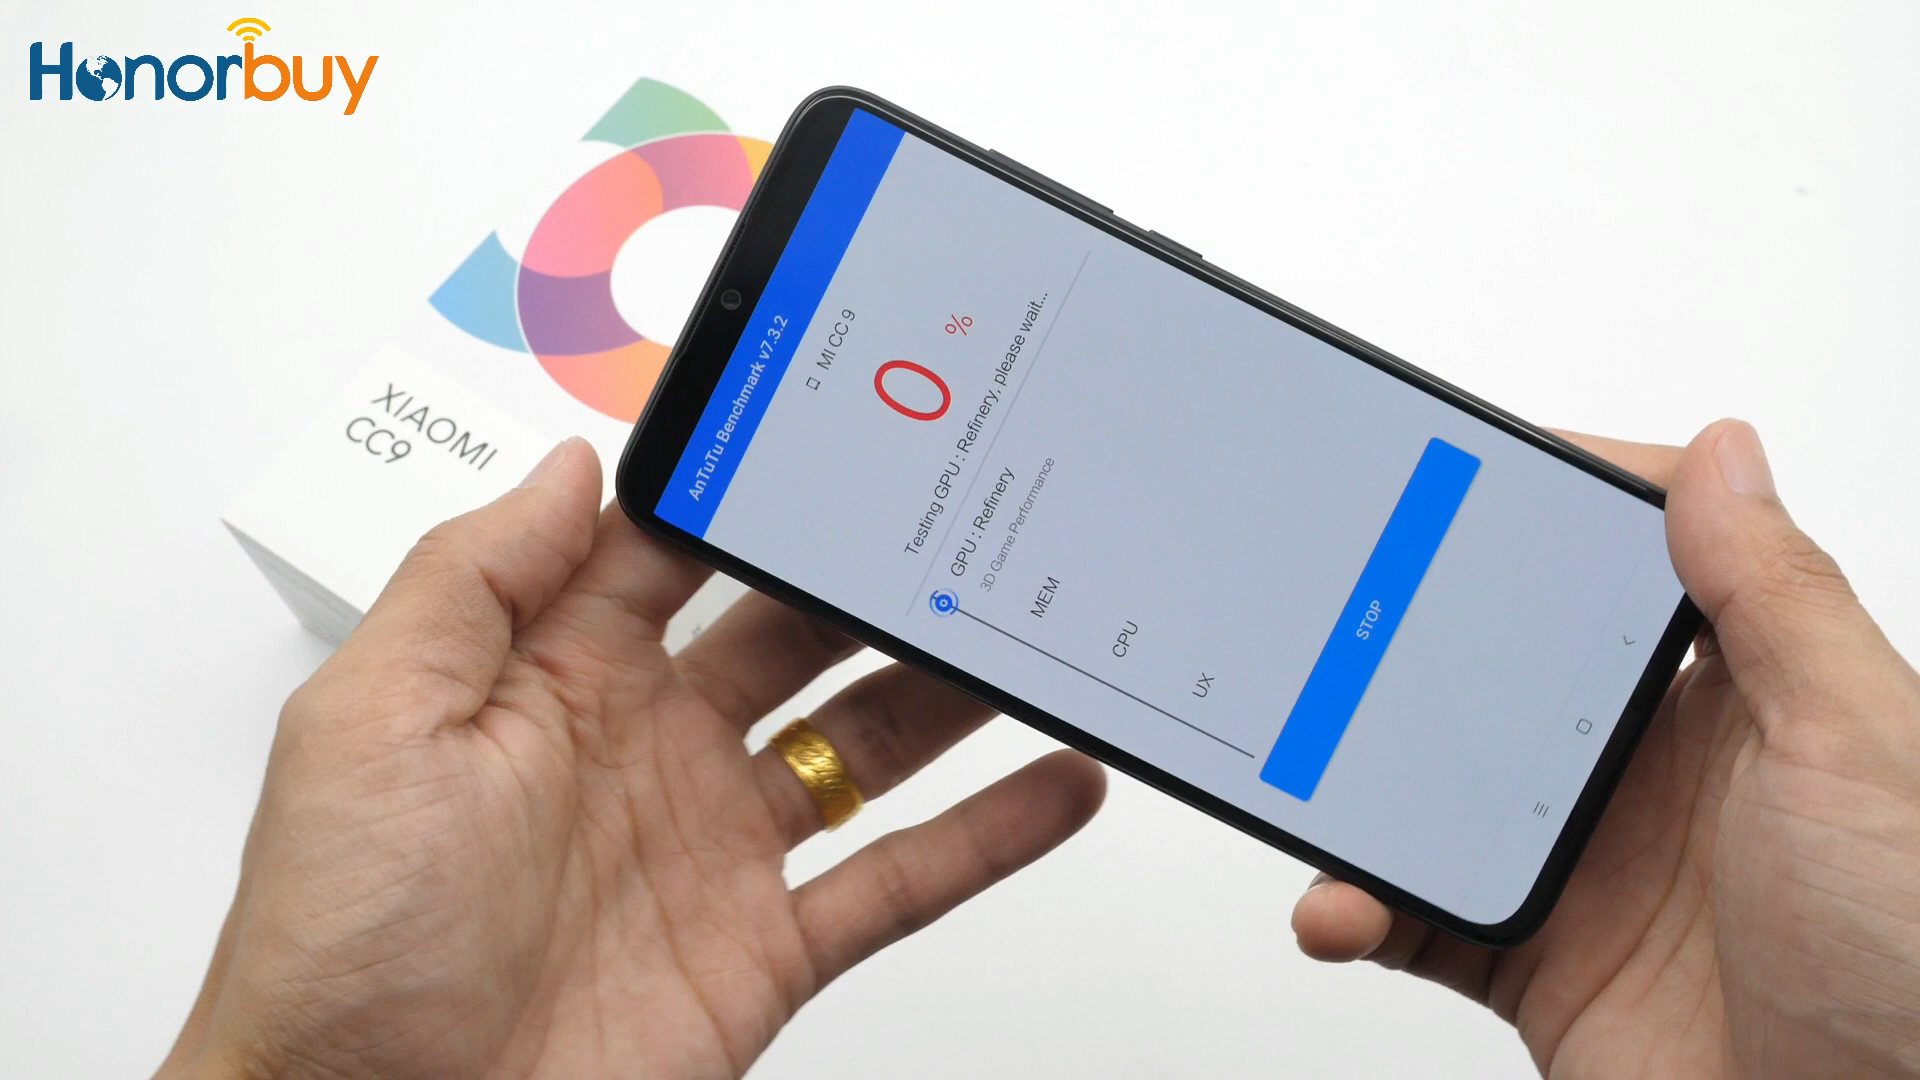 Honorbuy
XIAOMI
CC9
AnTuTu Benchmark v7.3.2
MI CC 9
0 %
Testing GPU : Refinery, please wait...
GPU : Refinery
3D Game Performance
MEM
CPU
UX
STOP